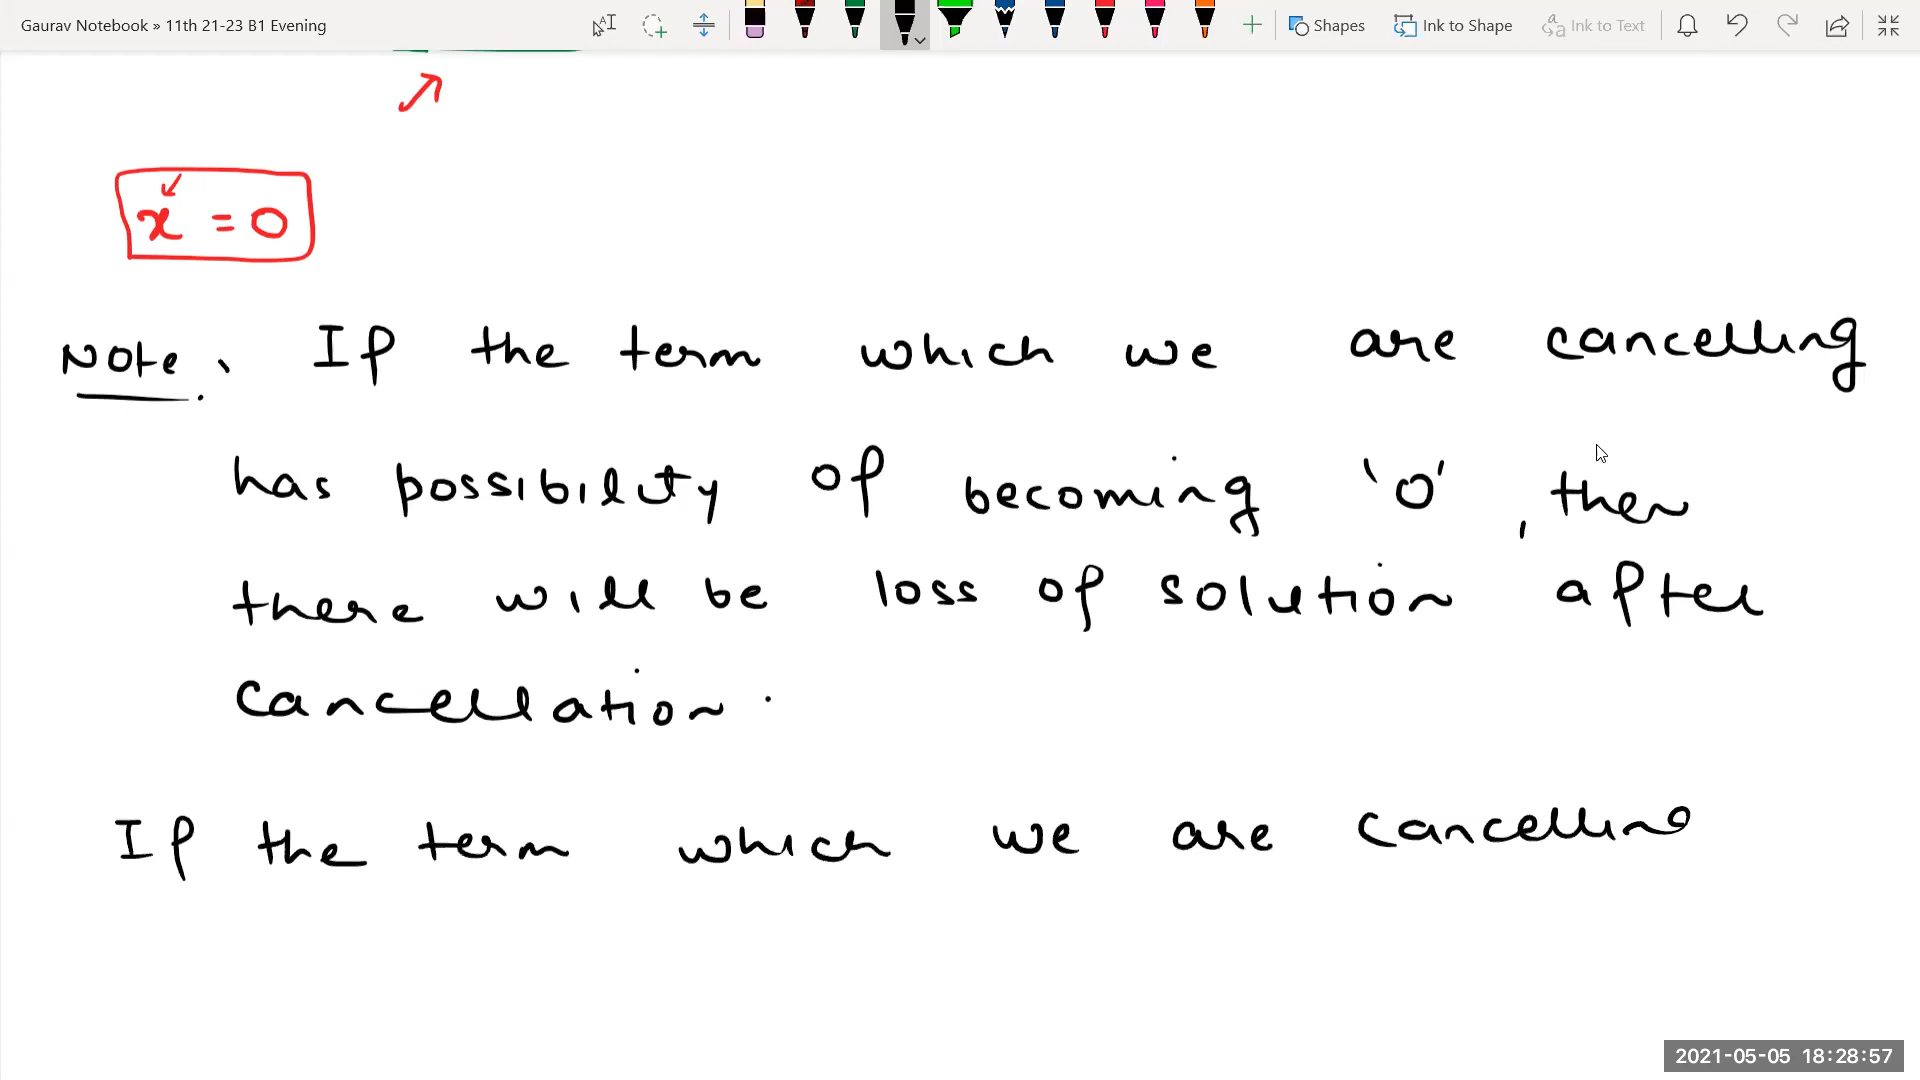 Gaurav Notebook » 11th 21-23 B1 Evening
Shapes
Ink to Shape
Ink to Text
x = 0
Note. If the term which we are cancelling
has possibility of becoming '0', then
there will be loss of solution after
cancellation.
If the term which we are cancelling
2021-05-05 18:28:57